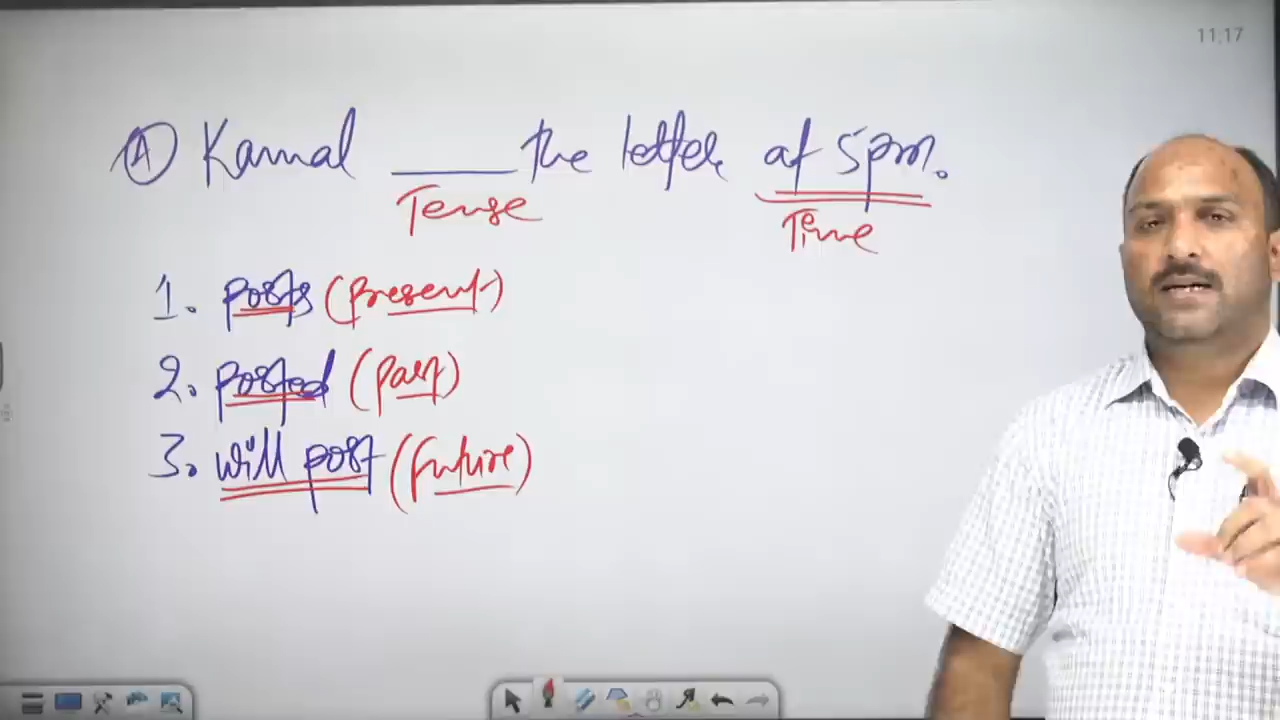 11.17
A Kamal ____ the letter at 5pm.
Tense Time
1. posts (Present)
2. posted (Past)
3. will post (Future)